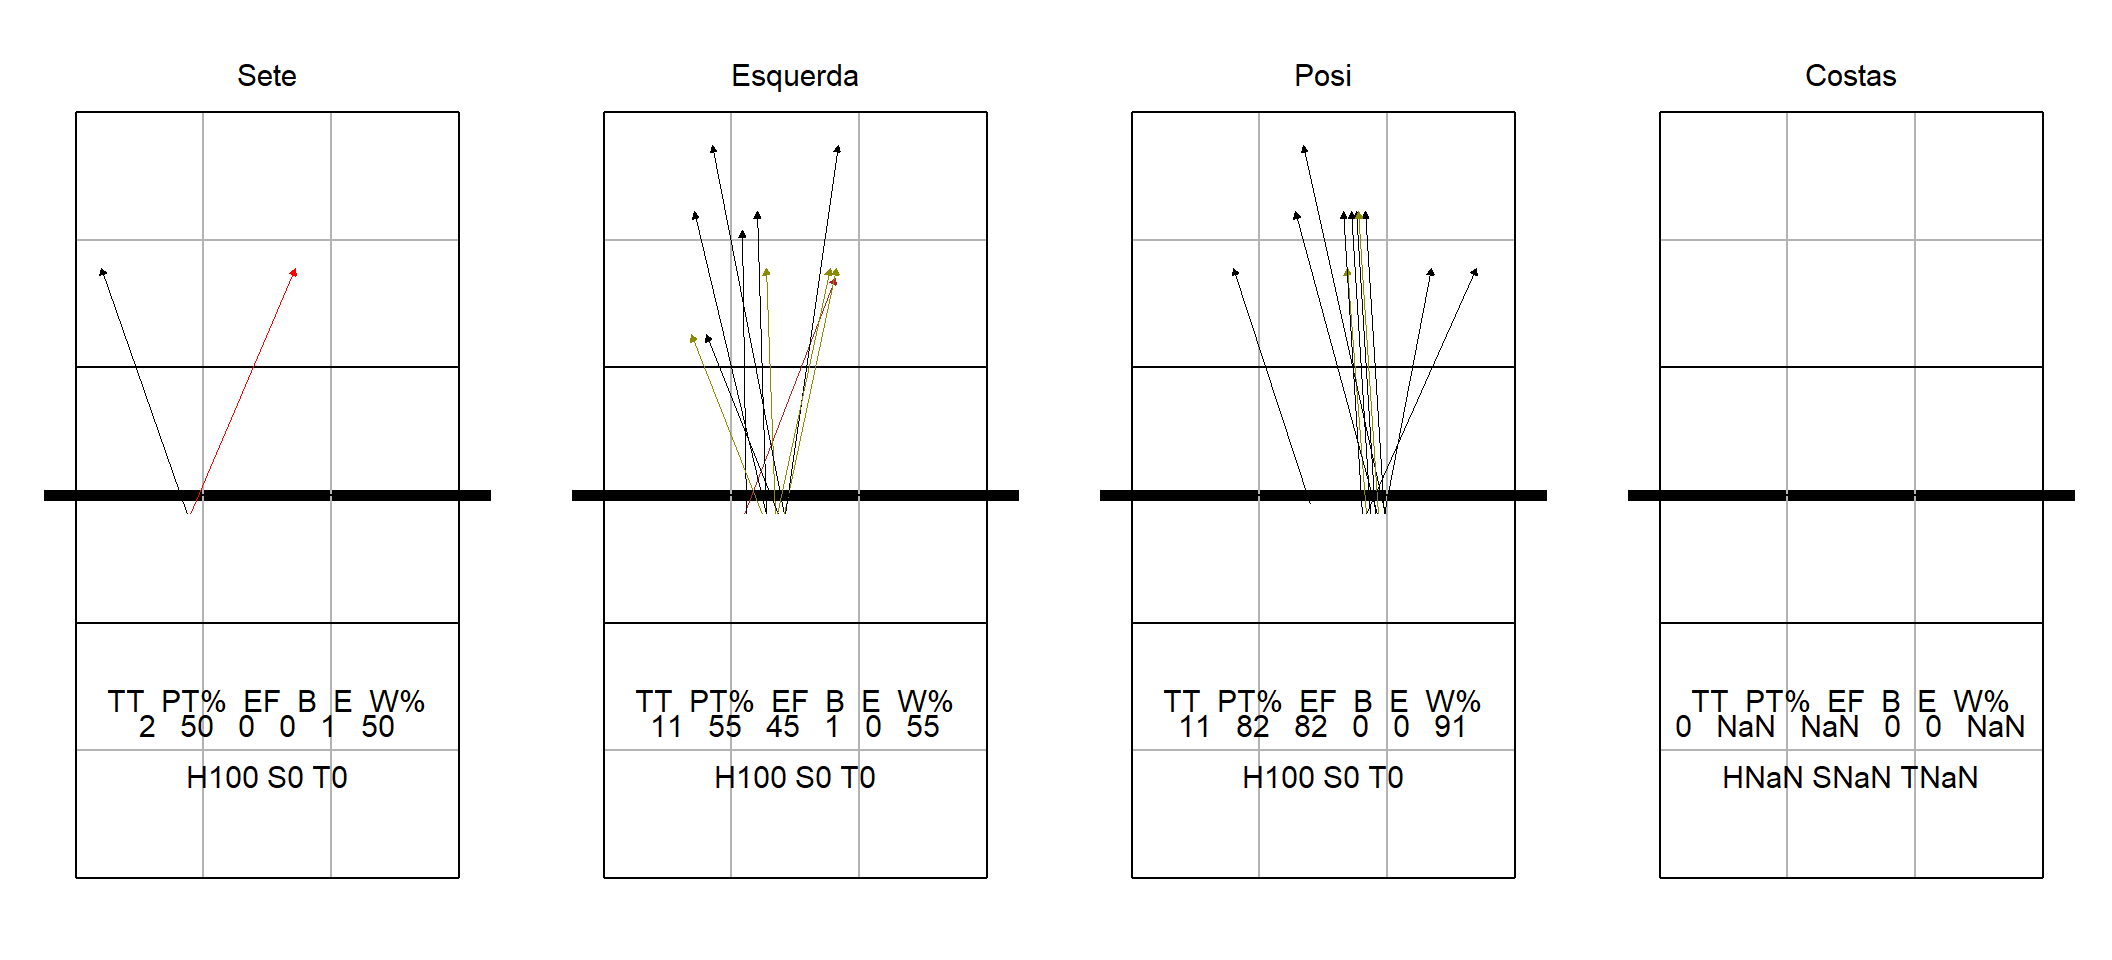 Sete
TT PT% EF B E W%
2 50 0 0 1 50
H100 S0 T0
Esquerda
TT PT% EF B E W%
11 55 45 1 0 55
H100 S0 T0
Posi
TT PT% EF B E W%
11 82 82 0 0 91
H100 S0 T0
Costas
TT PT% EF B E W%
0 NaN NaN 0 0 NaN
HNaN SNaN TNaN